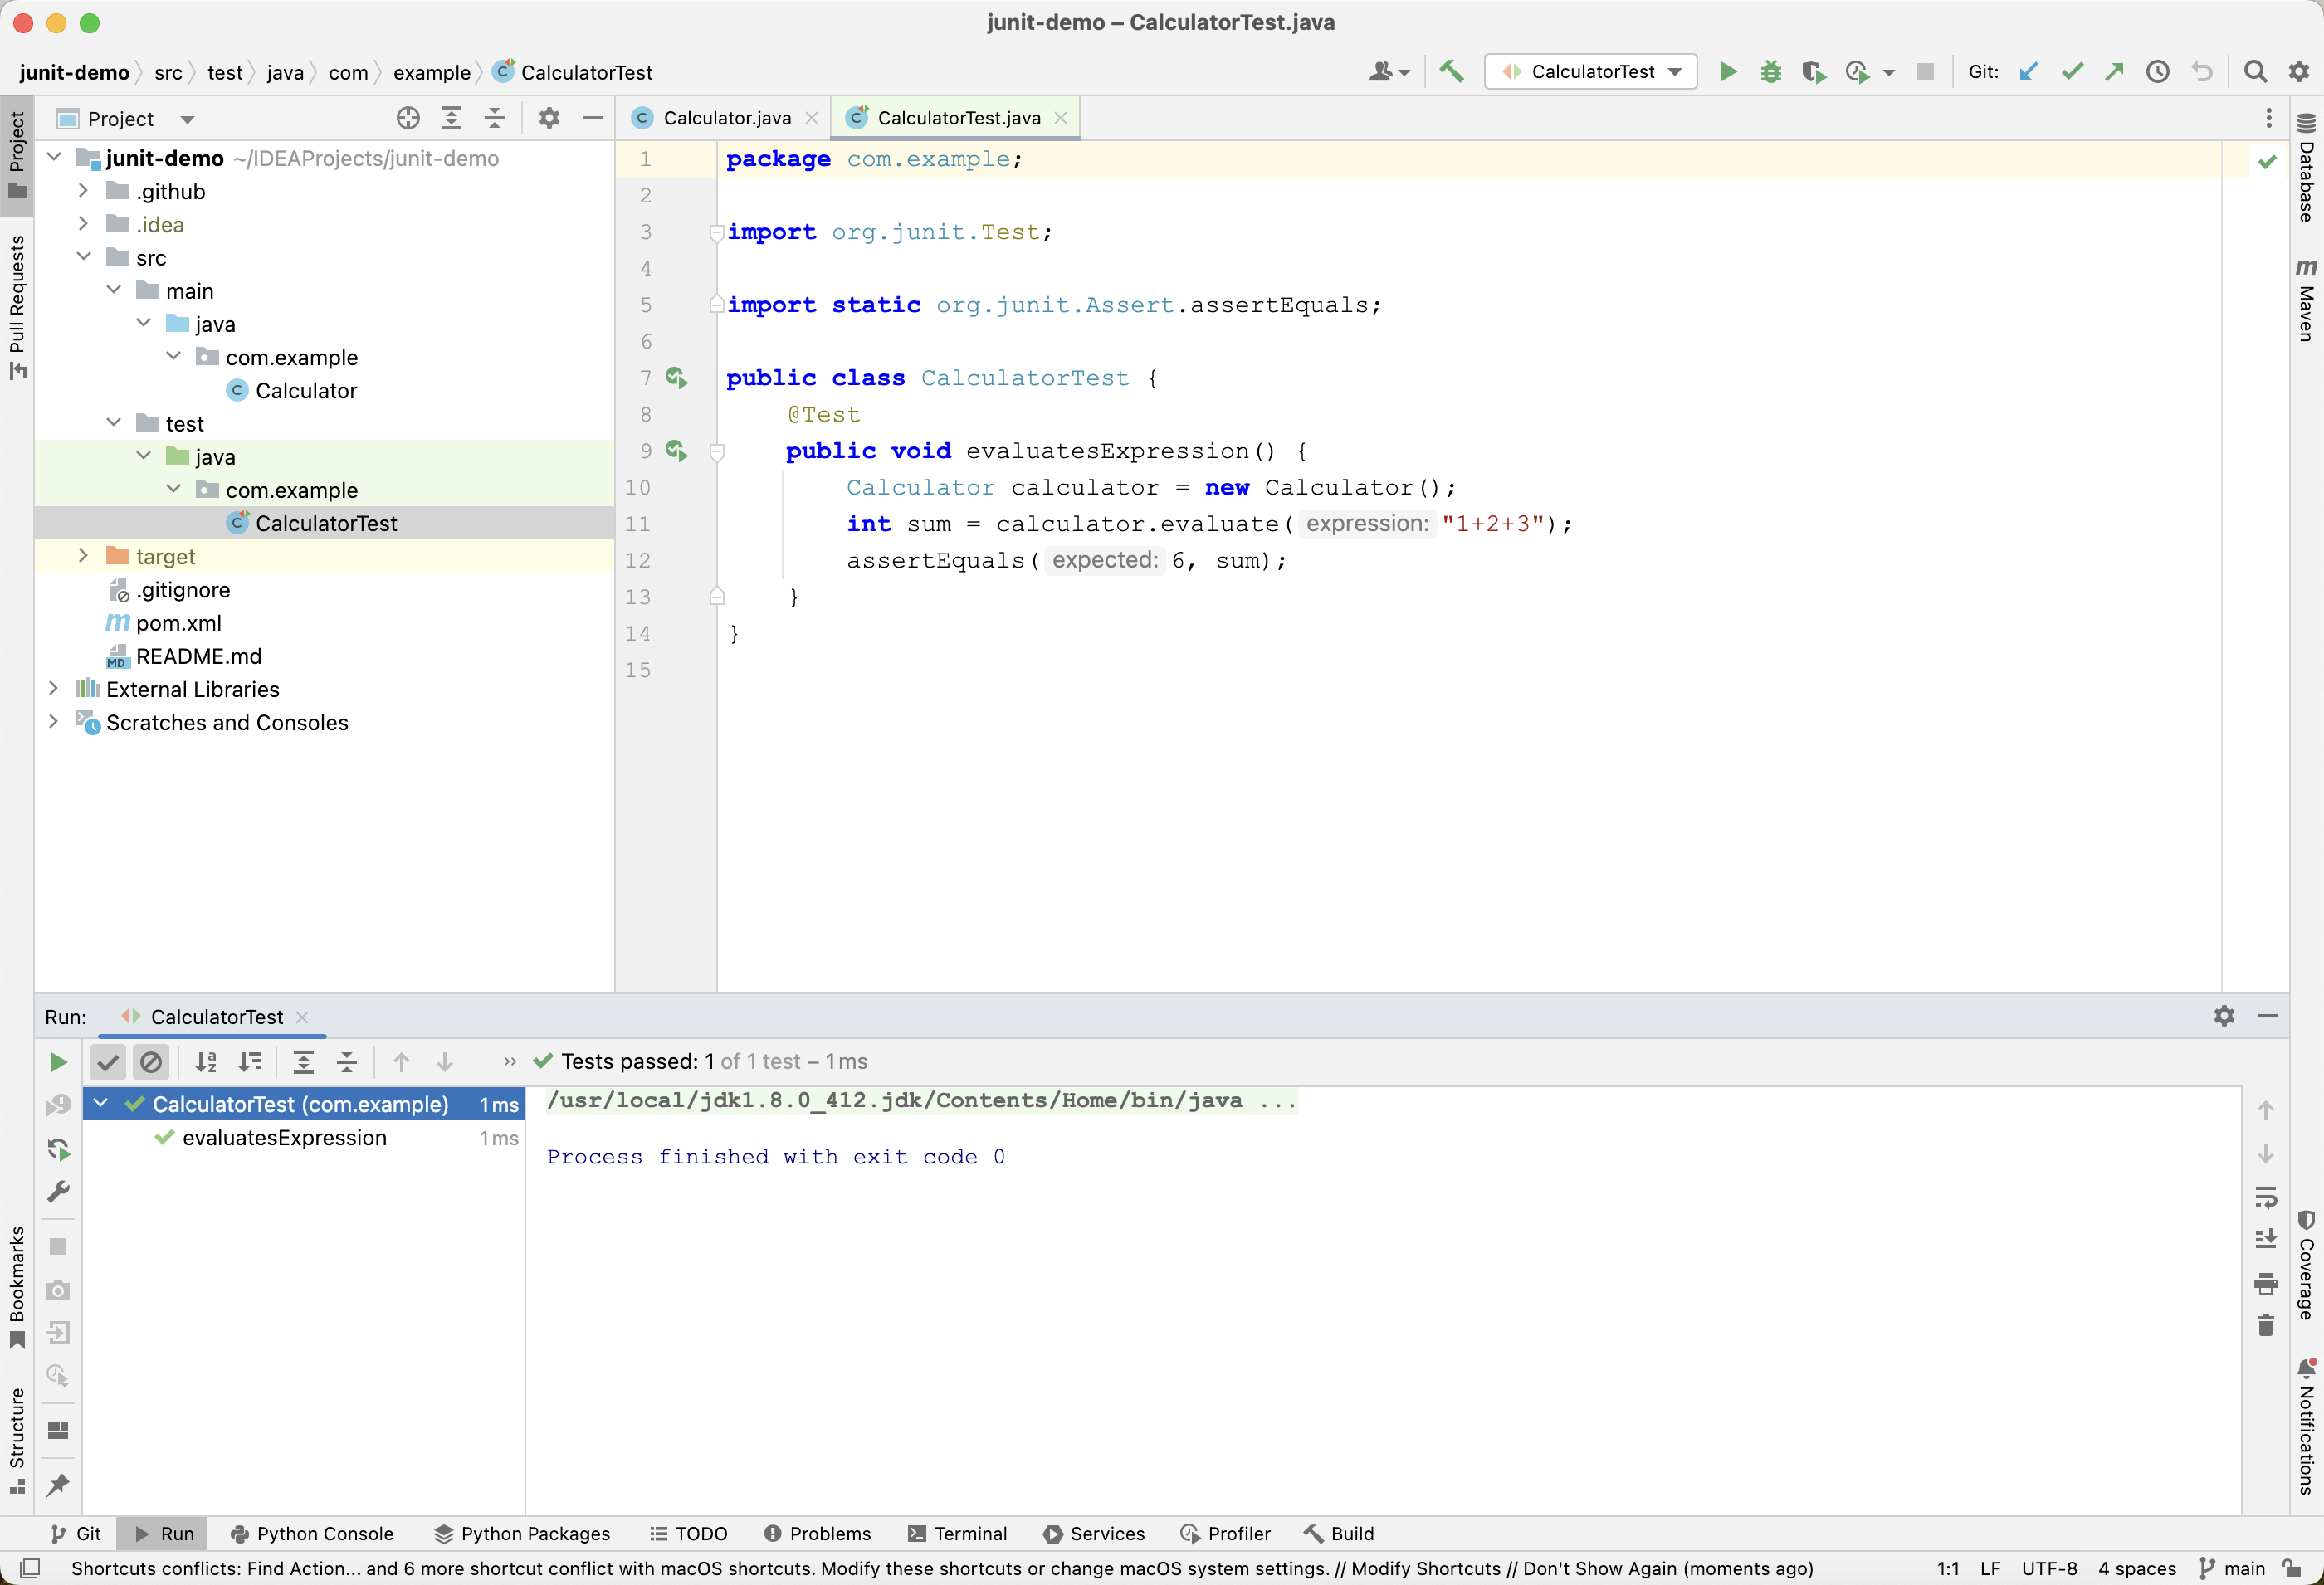 junit-demo – CalculatorTest.java
junit-demo src test java com example CalculatorTest
CalculatorTest
Git:
Project
Pull Requests
Bookmarks
Structure
Project
junit-demo ~/IDEAProjects/junit-demo
.github
.idea
src
main
java
com.example
Calculator
test
java
com.example
CalculatorTest
target
.gitignore
pom.xml
README.md
External Libraries
Scratches and Consoles
Calculator.java
CalculatorTest.java
1 package com.example;
2
3 import org.junit.Test;
4
5 import static org.junit.Assert.assertEquals;
6
7 public class CalculatorTest {
8 @Test
9 public void evaluatesExpression() {
10 Calculator calculator = new Calculator();
11 int sum = calculator.evaluate( expression: "1+2+3");
12 assertEquals( expected: 6, sum);
13 }
14 }
15
Database
Maven
Coverage
Notifications
Run: CalculatorTest
Tests passed: 1 of 1 test – 1 ms
CalculatorTest (com.example) 1 ms
evaluatesExpression 1 ms
/usr/local/jdk1.8.0_412.jdk/Contents/Home/bin/java ...
Process finished with exit code 0
Git Run Python Console Python Packages TODO Problems Terminal Services Profiler Build
Shortcuts conflicts: Find Action... and 6 more shortcut conflict with macOS shortcuts. Modify these shortcuts or change macOS system settings. // Modify Shortcuts // Don't Show Again (moments ago)
1:1 LF UTF-8 4 spaces main